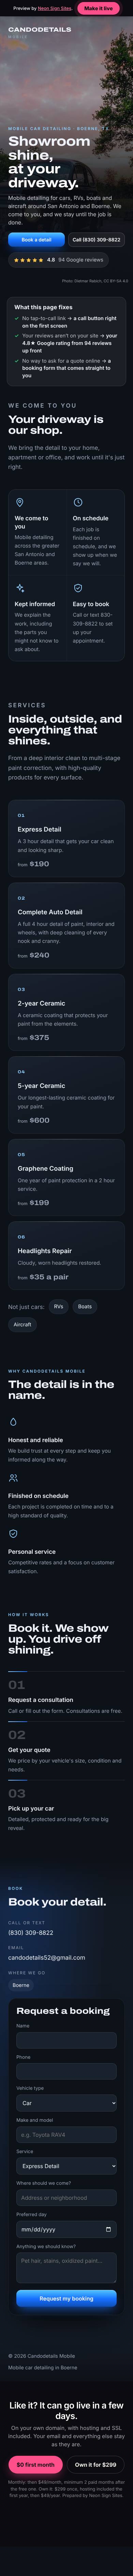 Preview by Neon Sign Sites.
Make it live
CANDODETAILS
MOBILE
MOBILE CAR DETAILING · BOERNE, TX
Showroom
shine,
at your
driveway.
Mobile detailing for cars, RVs, boats and
aircraft around San Antonio and Boerne. We
come to you, and we stay until the job is
done.
Book a detail
Call (830) 309-8822
★★★★★ 4.8 94 Google reviews
What this page fixes
✓ No tap-to-call link → a call button right
on the first screen
✓ Your reviews aren't on your site → your
4.8★ Google rating from 94 reviews
up front
✓ No way to ask for a quote online → a
booking form that comes straight to
you
WE COME TO YOU
Your driveway is
our shop.
We bring the detail to your home,
apartment or office, and work until it's just
right.
We come to
you
Mobile detailing
across the greater
San Antonio and
Boerne areas.
On schedule
Each job is
finished on
schedule, and we
show up when we
say we will.
Kept informed
We explain the
work, including
the parts you
might not know to
ask about.
Easy to book
Call or text 830-
309-8822 to set
up your
appointment.
SERVICES
Inside, outside, and
everything that
shines.
From a deep interior clean to multi-stage
paint correction, with high-quality
products for every surface.
01
Express Detail
A 3 hour detail that gets your car clean
and looking sharp.
from $190
02
Complete Auto Detail
A full 4 hour detail of paint, interior and
wheels, with deep cleaning of every
nook and cranny.
from $240
03
2-year Ceramic
A ceramic coating that protects your
paint from the elements.
from $375
04
5-year Ceramic
Our longest-lasting ceramic coating for
your paint.
from $600
05
Graphene Coating
One year of paint protection in a 2 hour
service.
from $199
06
Headlights Repair
Cloudy, worn headlights restored.
from $35 a pair
Not just cars:
RVs
Boats
Aircraft
WHY CANDODETAILS MOBILE
The detail is in the
name.
Honest and reliable
We build trust at every step and keep you
informed along the way.
Finished on schedule
Each project is completed on time and to a
high standard of quality.
Personal service
Competitive rates and a focus on customer
satisfaction.
HOW IT WORKS
Book it. We show
up. You drive off
shining.
01
Request a consultation
Call or fill out the form. Consultations are free.
02
Get your quote
We price by your vehicle's size, condition and
needs.
03
Pick up your car
Detailed, protected and ready for the big
reveal.
BOOK
Book your detail.
CALL OR TEXT
(830) 309-8822
EMAIL
candodetails52@gmail.com
WHERE WE GO
Boerne
Request a booking
Name
Phone
Vehicle type
Car
Make and model
e.g. Toyota RAV4
Service
Express Detail
Where should we come?
Address or neighborhood
Preferred day
mm/dd/yyyy
Anything we should know?
Pet hair, stains, oxidized paint...
Request my booking
© 2026 Candodetails Mobile
Mobile car detailing in Boerne
Like it? It can go live in a few
days.
On your own domain, with hosting and SSL
included. Your email and everything else stay
as they are.
$0 first month
Own it for $299